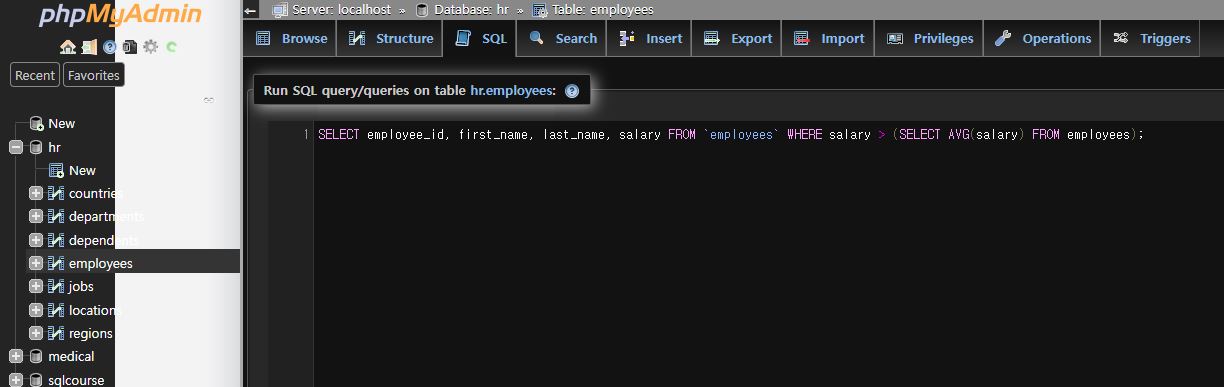 phpMyAdmin
Recent Favorites
New
hr
New
countries
departments
dependents
employees
jobs
locations
regions
medical
sqlcourse
Server: localhost » Database: hr » Table: employees
Browse Structure SQL Search Insert Export Import Privileges Operations Triggers
Run SQL query/queries on table hr.employees:
1 SELECT employee_id, first_name, last_name, salary FROM `employees` WHERE salary > (SELECT AVG(salary) FROM employees);